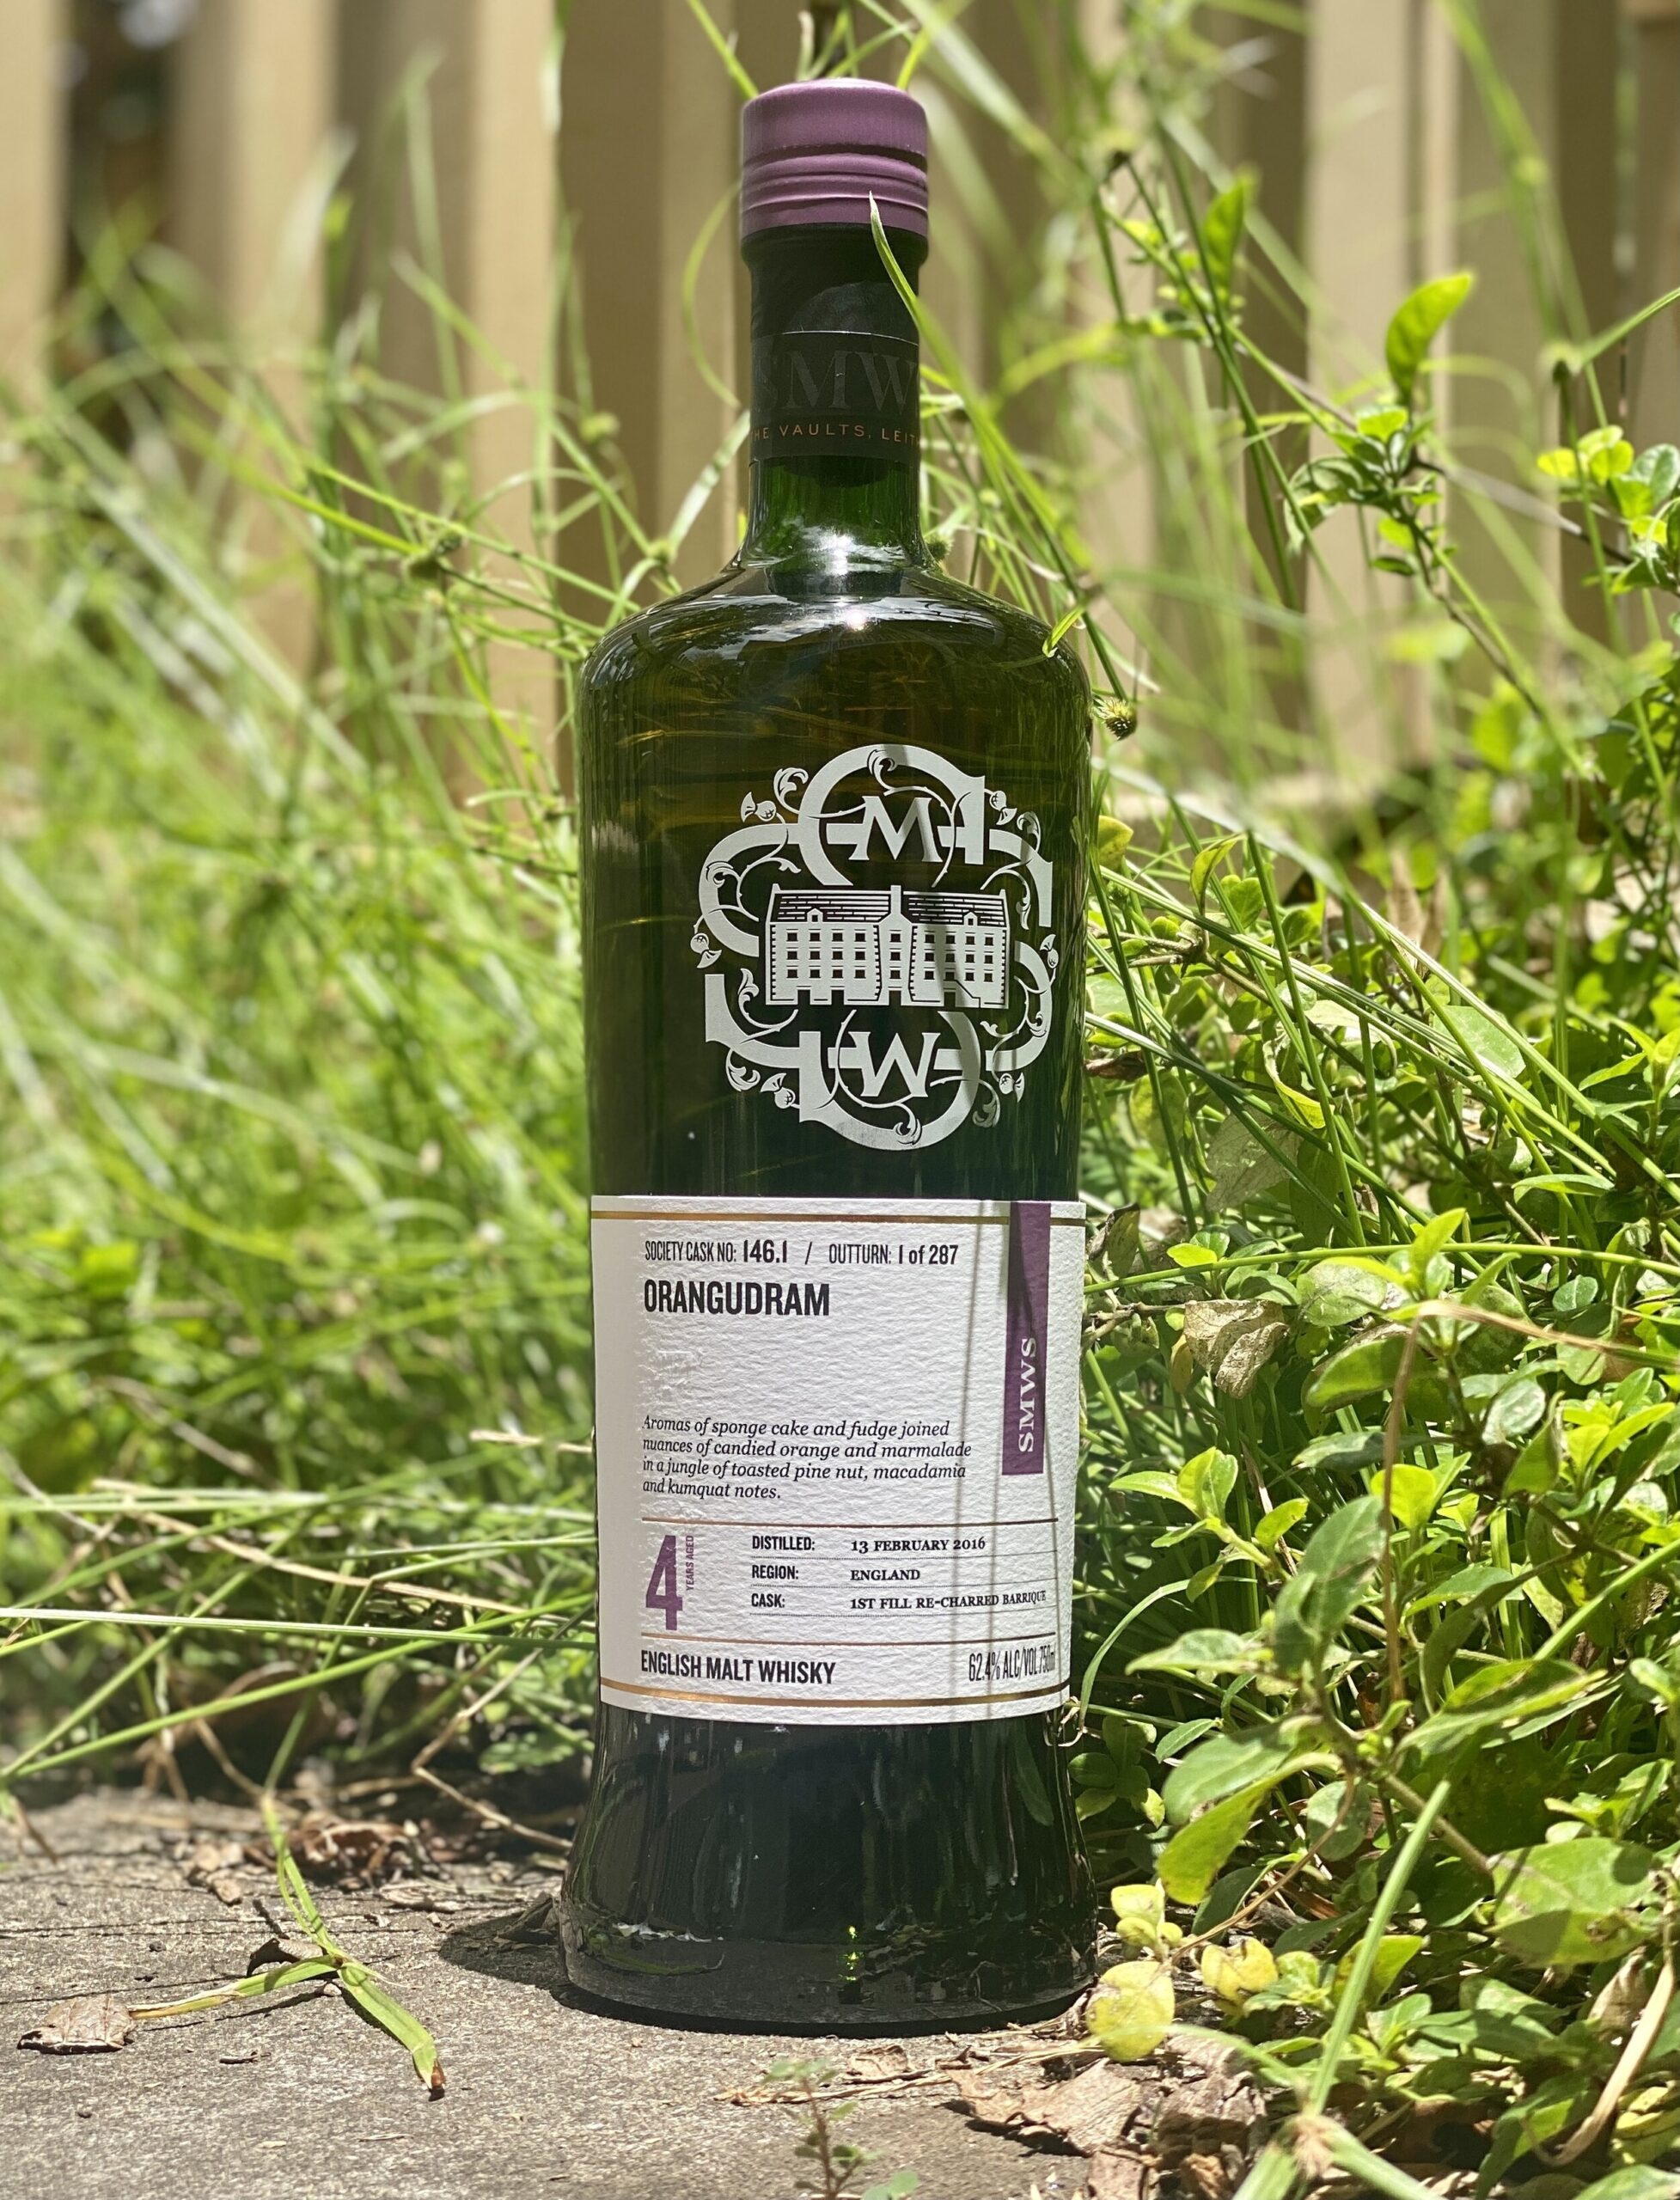 SMW
HE VAULTS, LEIT
M
W
SOCIETY CASK NO: 146.1 / OUTTURN: 1 of 287
ORANGUDRAM
SMWS
Aromas of sponge cake and fudge joined
nuances of candied orange and marmalade
in a jungle of toasted pine nut, macadamia
and kumquat notes.
4 YEARS AGED
DISTILLED: 13 FEBRUARY 2016
REGION: ENGLAND
CASK: 1ST FILL RE-CHARRED BARRIQUE
ENGLISH MALT WHISKY 62.4% ALC/VOL 750ml